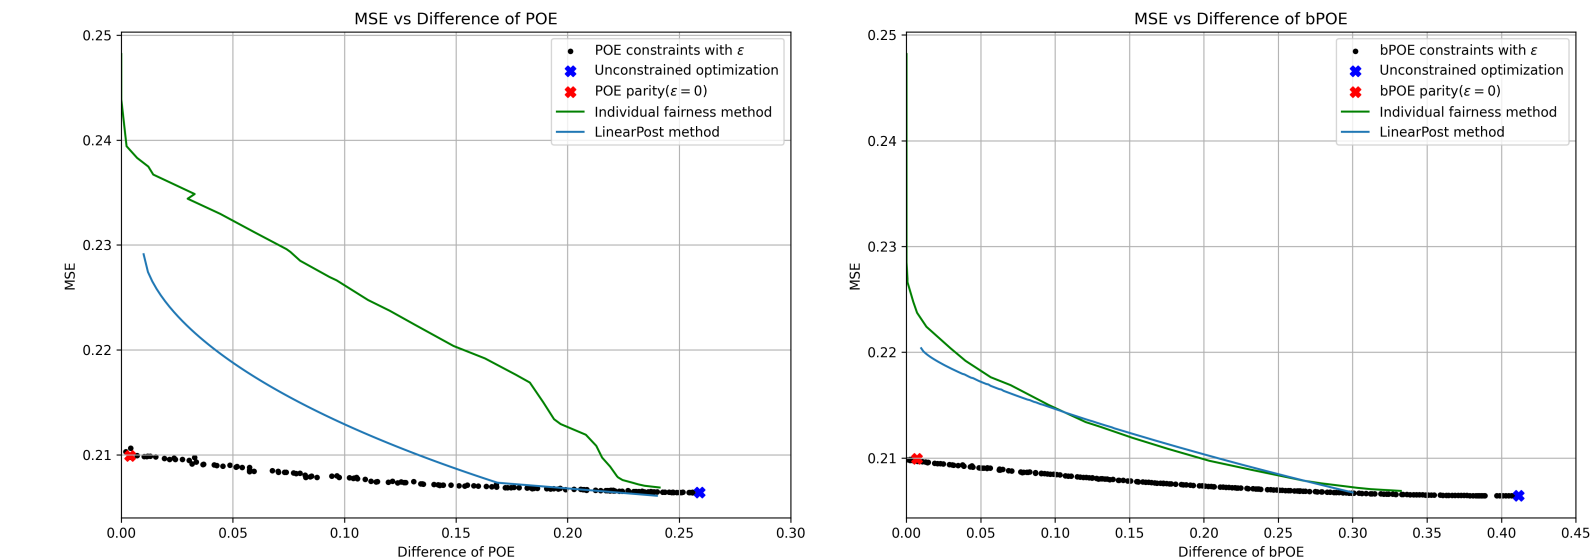 MSE vs Difference of POE
0.25
0.24
0.23
0.22
0.21
MSE
POE constraints with ε
Unconstrained optimization
POE parity(ε = 0)
Individual fairness method
LinearPost method
0.00 0.05 0.10 0.15 0.20 0.25 0.30
Difference of POE
MSE vs Difference of bPOE
0.25
0.24
0.23
0.22
0.21
MSE
bPOE constraints with ε
Unconstrained optimization
bPOE parity(ε = 0)
Individual fairness method
LinearPost method
0.00 0.05 0.10 0.15 0.20 0.25 0.30 0.35 0.40 0.45
Difference of bPOE